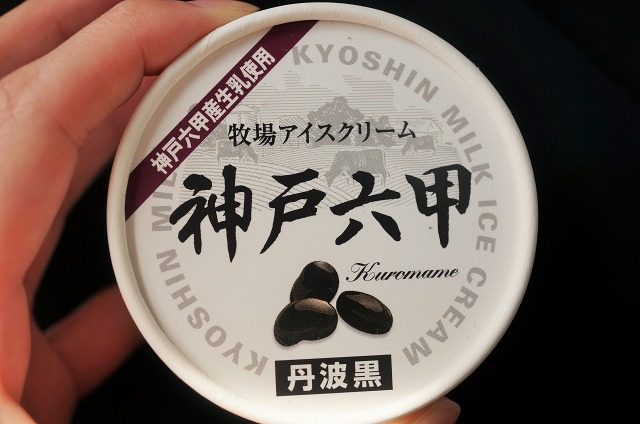 神戸六甲産生乳使用
KYOSHIN MILK ICE CREAM
牧場アイスクリーム
神戸六甲
Kuromame
丹波黒
KYOSHIN MILK